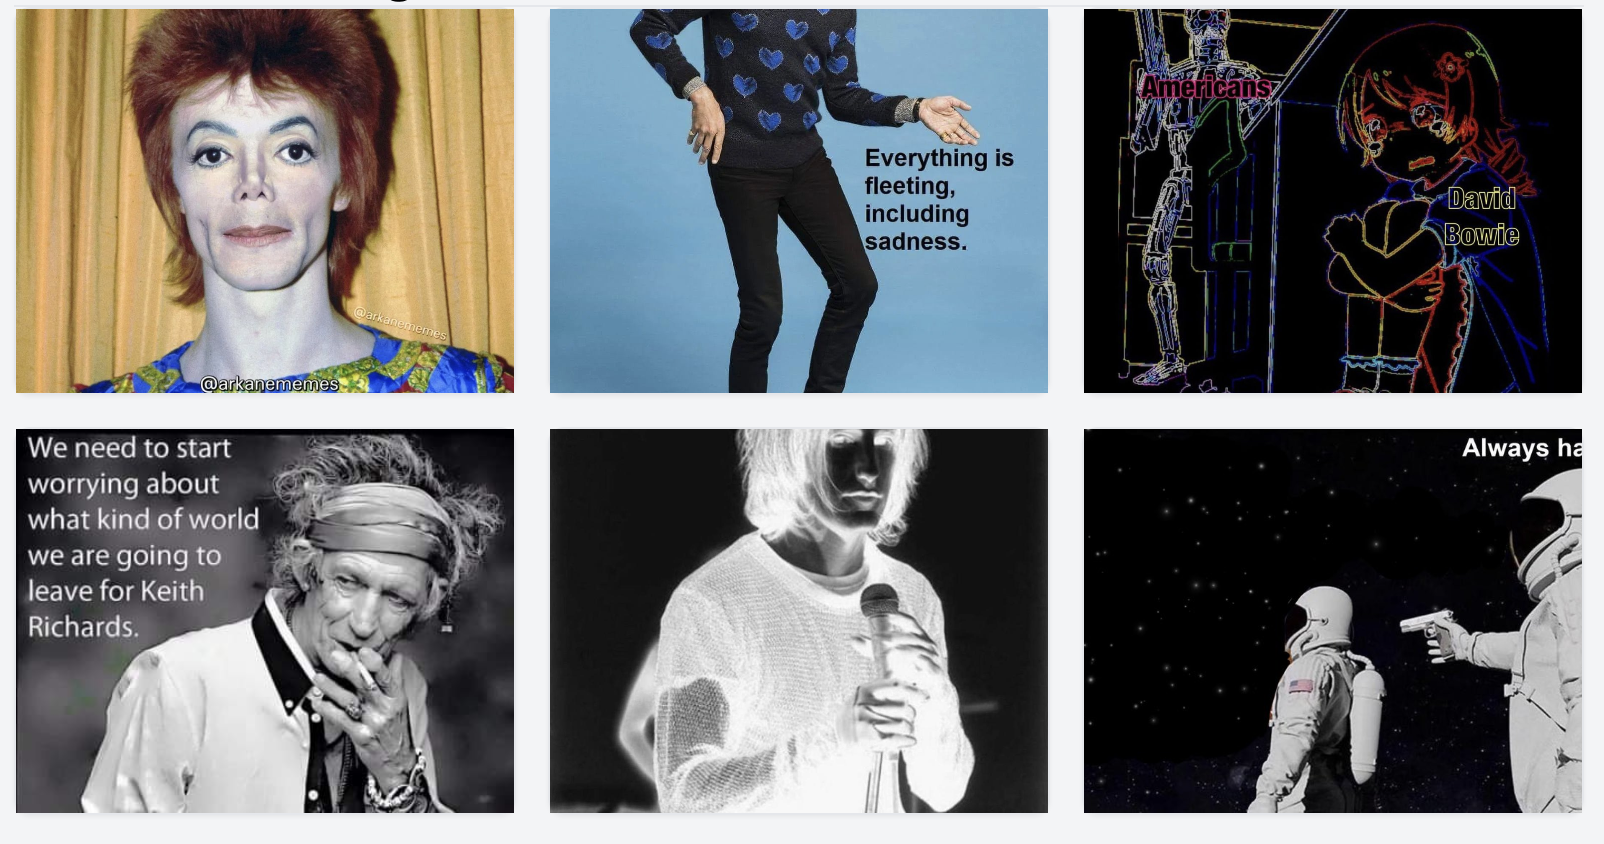 @arkanememes
@arkanememes
Everything is
fleeting,
including
sadness.
Americans
David
Bowie
We need to start
worrying about
what kind of world
we are going to
leave for Keith
Richards.
Always ha